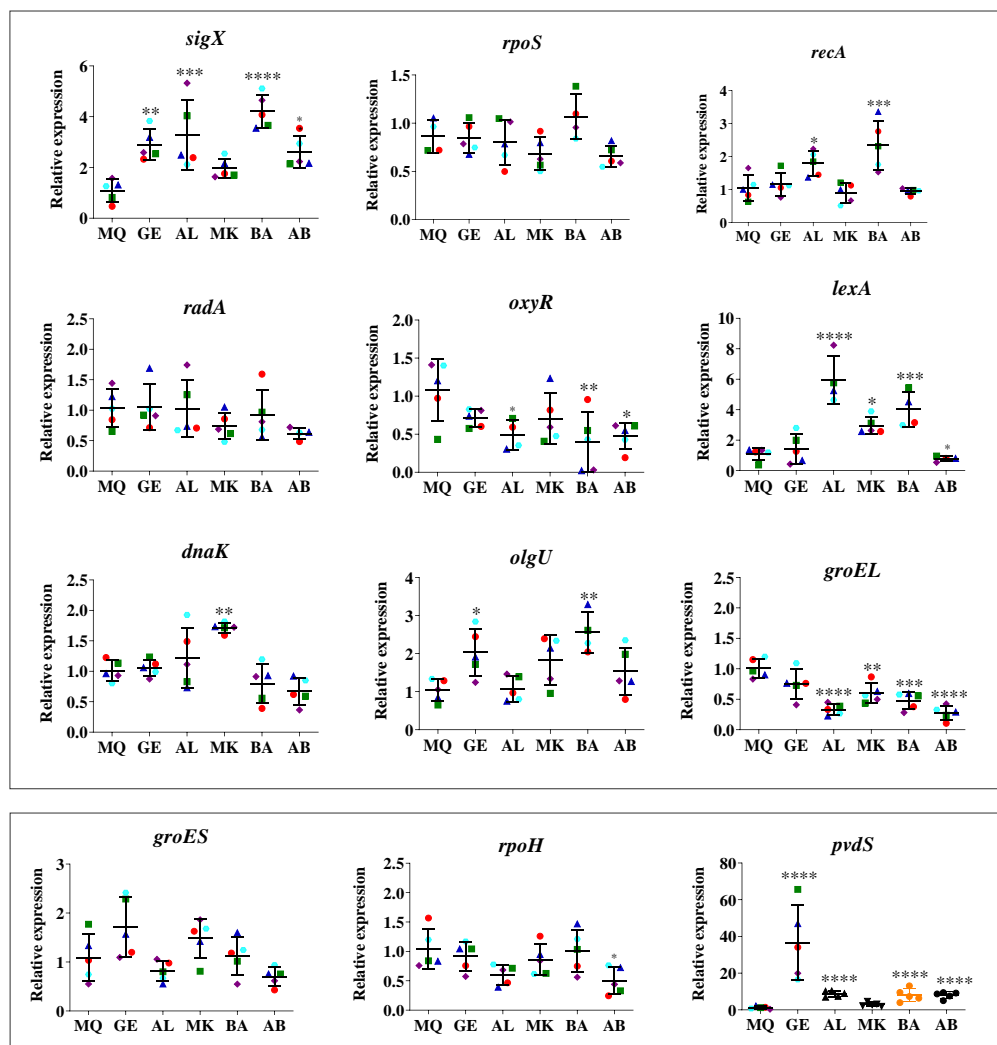 sigX
rpoS
recA
Relative expression
6
4
2
0
**
***
****
*
MQ GE AL MK BA AB
Relative expression
1.5
1.0
0.5
0.0
MQ GE AL MK BA AB
Relative expression
4
3
2
1
0
*
***
MQ GE AL MK BA AB
radA
oxyR
lexA
Relative expression
2.5
2.0
1.5
1.0
0.5
0.0
MQ GE AL MK BA AB
Relative expression
2.0
1.5
1.0
0.5
0.0
*
**
*
MQ GE AL MK BA AB
Relative expression
10
8
6
4
2
0
****
*
***
*
MQ GE AL MK BA AB
dnaK
olgU
groEL
Relative expression
2.5
2.0
1.5
1.0
0.5
0.0
**
MQ GE AL MK BA AB
Relative expression
4
3
2
1
0
*
**
MQ GE AL MK BA AB
Relative expression
2.5
2.0
1.5
1.0
0.5
0.0
****
**
***
****
MQ GE AL MK BA AB
groES
rpoH
pvdS
Relative expression
3
2
1
0
MQ GE AL MK BA AB
Relative expression
2.5
2.0
1.5
1.0
0.5
0.0
*
MQ GE AL MK BA AB
Relative expression
80
60
40
20
0
****
****
****
****
MQ GE AL MK BA AB